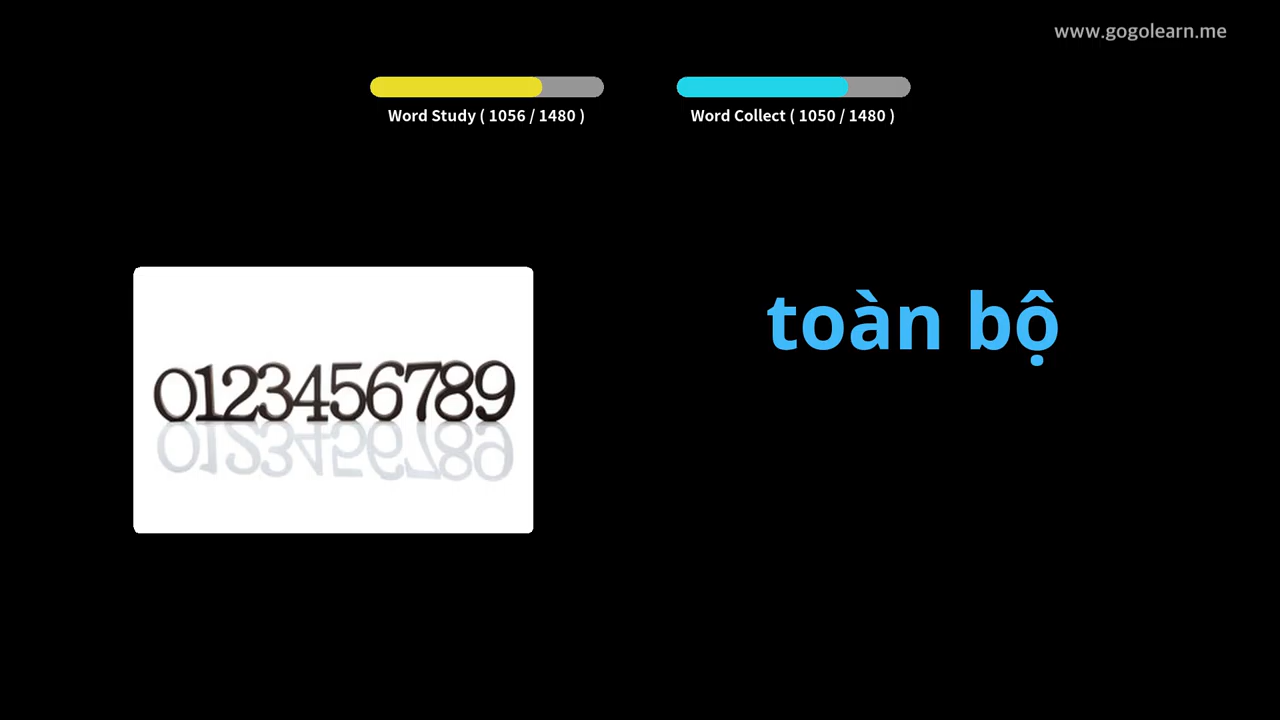 www.gogolearn.me
Word Study ( 1056 / 1480 )
Word Collect ( 1050 / 1480 )
toàn bộ
0123456789